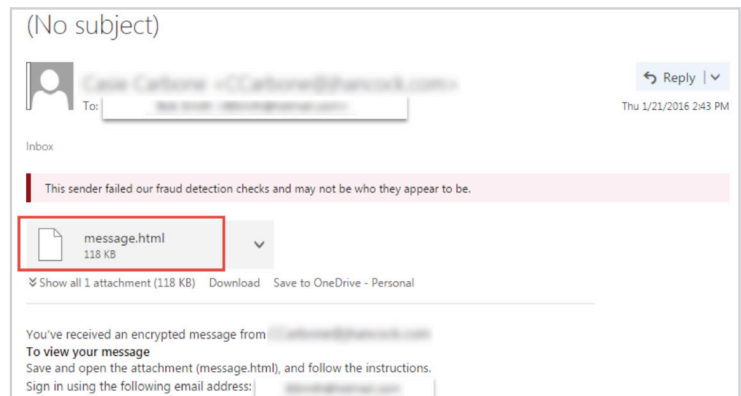 (No subject)
Reply
To:
Thu 1/21/2016 2:43 PM
Inbox
This sender failed our fraud detection checks and may not be who they appear to be.
message.html
118 KB
Show all 1 attachment (118 KB) Download Save to OneDrive - Personal
You've received an encrypted message from
To view your message
Save and open the attachment (message.html), and follow the instructions.
Sign in using the following email address: